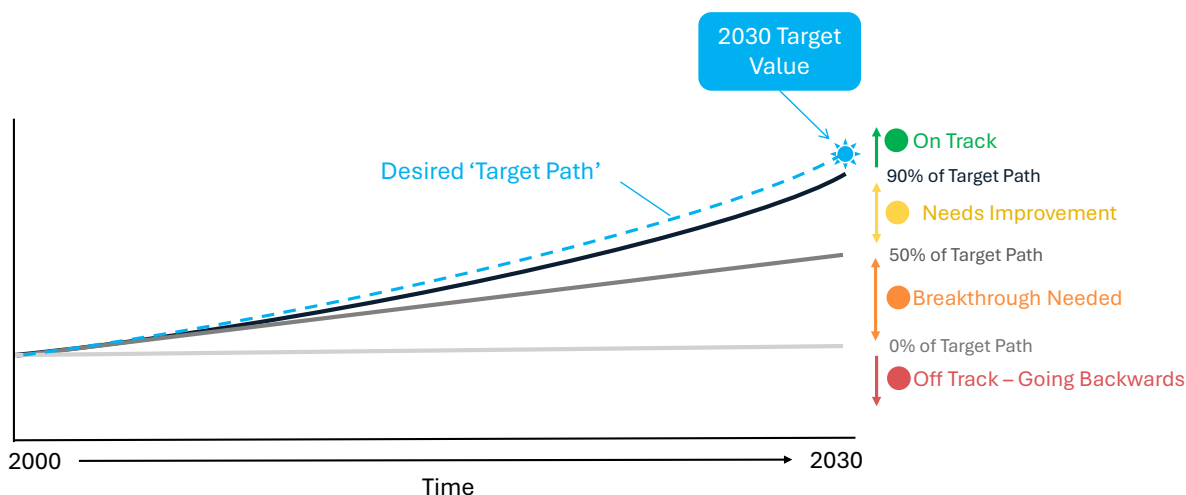 2030 Target
Value
Desired ‘Target Path’
On Track
90% of Target Path
Needs Improvement
50% of Target Path
Breakthrough Needed
0% of Target Path
Off Track – Going Backwards
2000
2030
Time